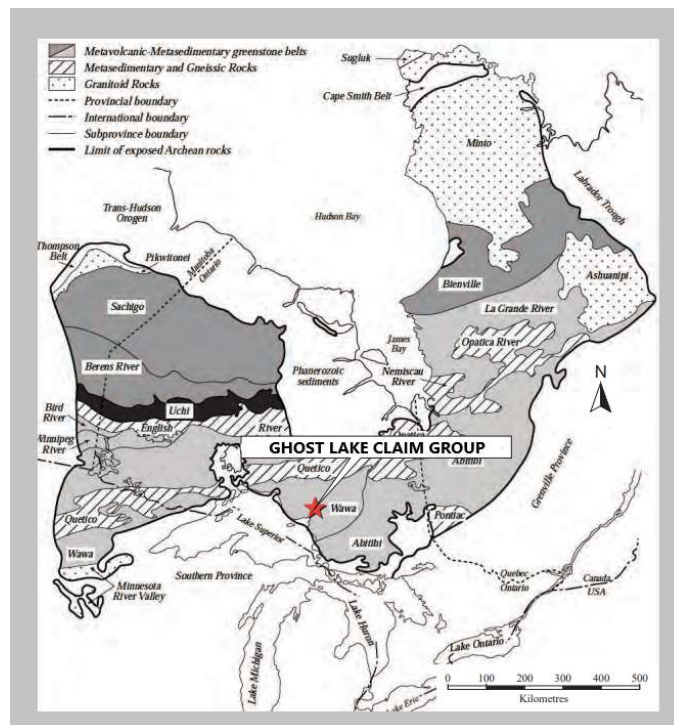 Metavolcanic-Metasedimentary greenstone belts
Metasedimentary and Gneissic Rocks
Granitoid Rocks
Provincial boundary
International boundary
Subprovince boundary
Limit of exposed Archean rocks
Sugluk
Cape Smith Belt
Minto
Labrador Trough
Trans-Hudson
Orogen
Hudson Bay
Thompson
Belt
Pikwitonei
Manitoba
Ontario
Sachigo
Bienville
Ashuanipi
La Grande River
Opatica River
James
Bay
Nemiscau
River
Berens River
Phanerozoic
sediments
N
Uchi
Bird
River
English
River
Winnipeg
River
GHOST LAKE CLAIM GROUP
Opatica
Abitibi
Quetico
Grenville Province
Quetico
Wawa
Pontiac
Abitibi
Wawa
Lake Superior
Southern Province
Minnesota
River Valley
Quebec
Ontario
Canada
USA
Lake Huron
Lake Michigan
Lake Ontario
Lake Erie
0 100 200 300 400 500
Kilometres